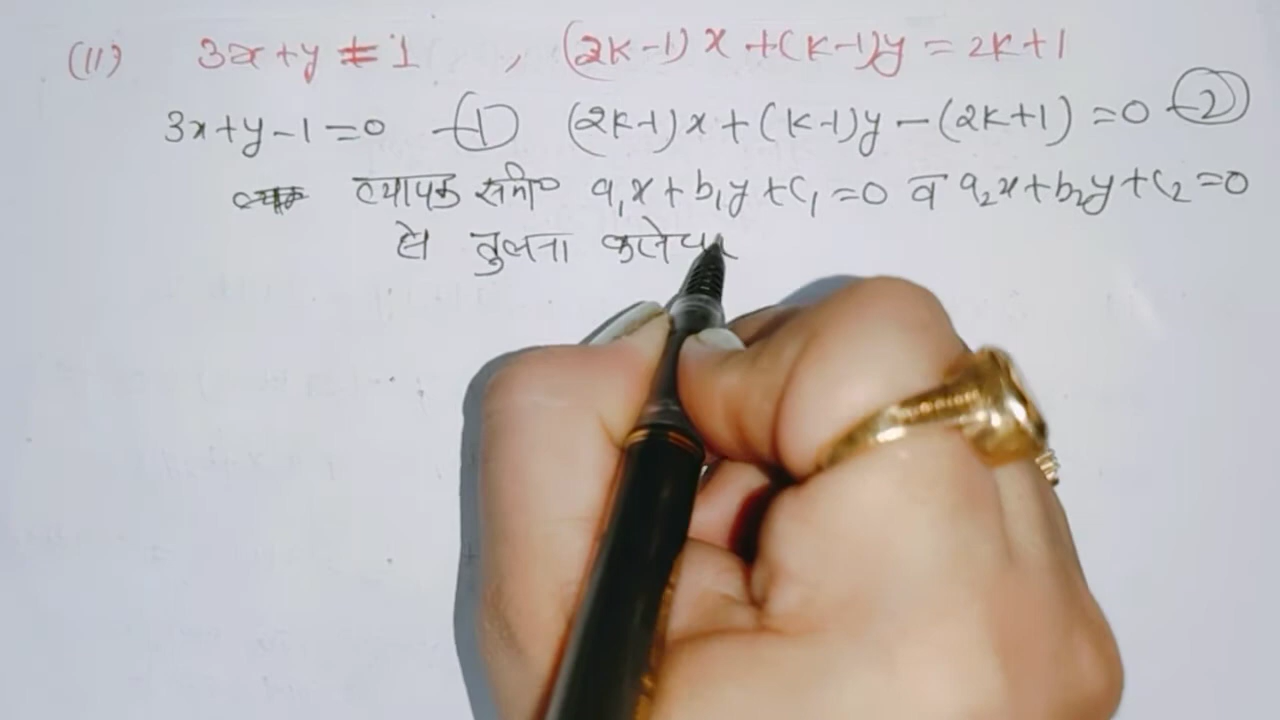 (11) 3x+y = 1 , (2k-1)x+(k-1)y = 2k+1
3x+y-1=0 -① (2k-1)x+(k-1)y-(2k+1)=0 -②
व्यापक समी० a₁x+b₁y+c₁=0 व a₂x+b₂y+c₂=0
से तुलना करने पर